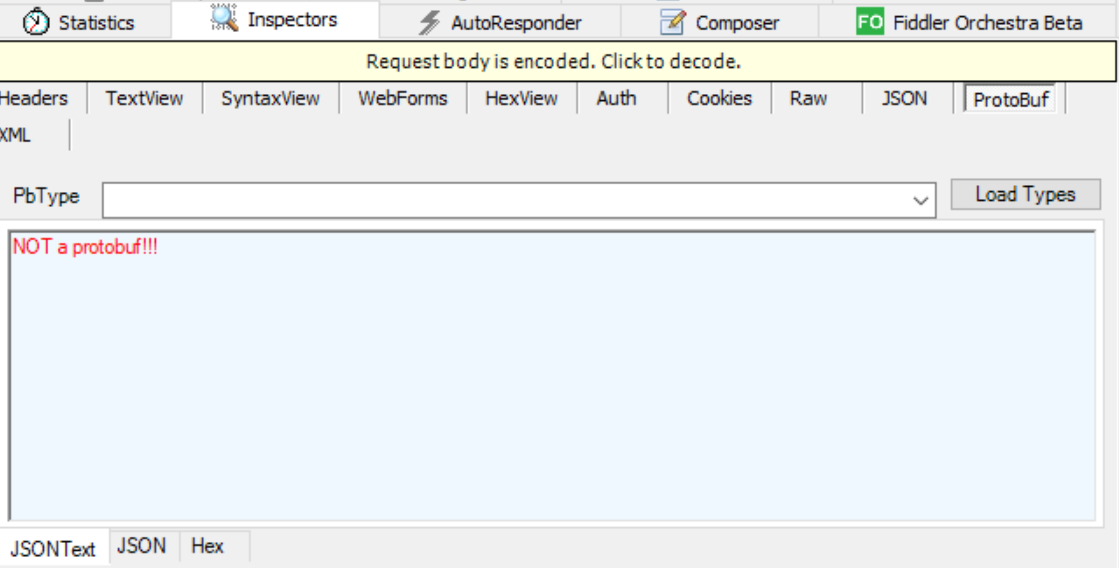 Statistics Inspectors AutoResponder Composer FO Fiddler Orchestra Beta
Request body is encoded. Click to decode.
Headers TextView SyntaxView WebForms HexView Auth Cookies Raw JSON ProtoBuf
XML
PbType Load Types
NOT a protobuf!!!
JSONText JSON Hex